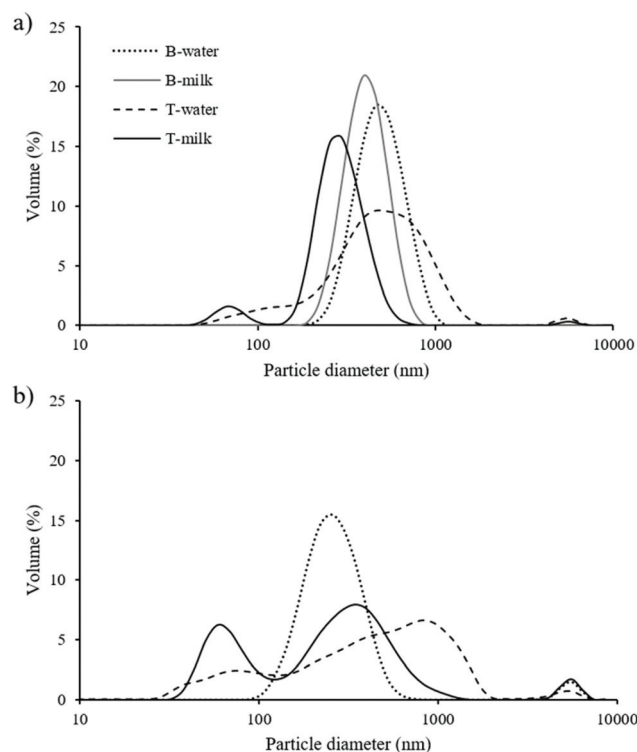 a)
25
20
15
10
5
0
Volume (%)
B-water
B-milk
T-water
T-milk
10 100 1000 10000
Particle diameter (nm)
b)
25
20
15
10
5
0
Volume (%)
10 100 1000 10000
Particle diameter (nm)